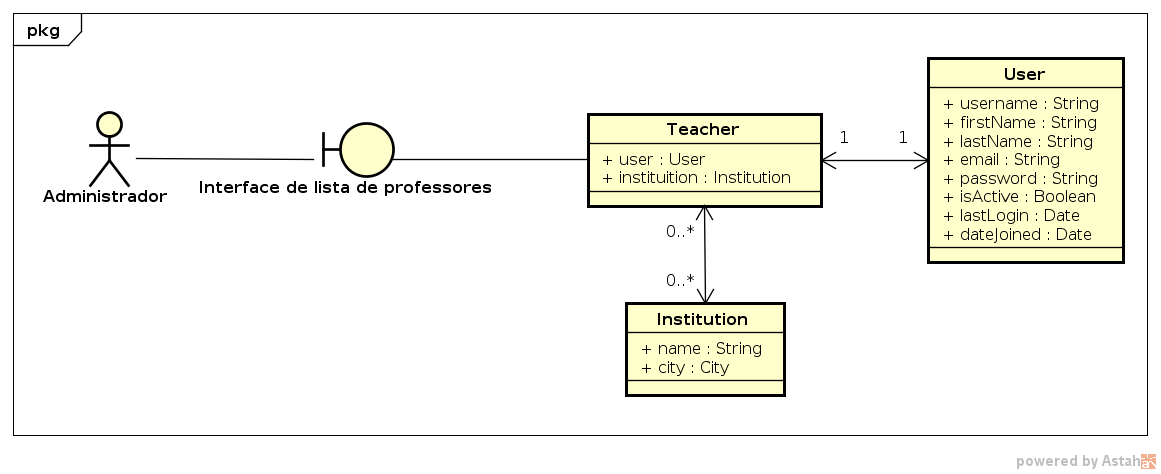 pkg
Administrador
Interface de lista de professores
Teacher
+ user : User
+ instituition : Institution
1
1
User
+ username : String
+ firstName : String
+ lastName : String
+ email : String
+ password : String
+ isActive : Boolean
+ lastLogin : Date
+ dateJoined : Date
0..*
0..*
Institution
+ name : String
+ city : City
powered by Astah